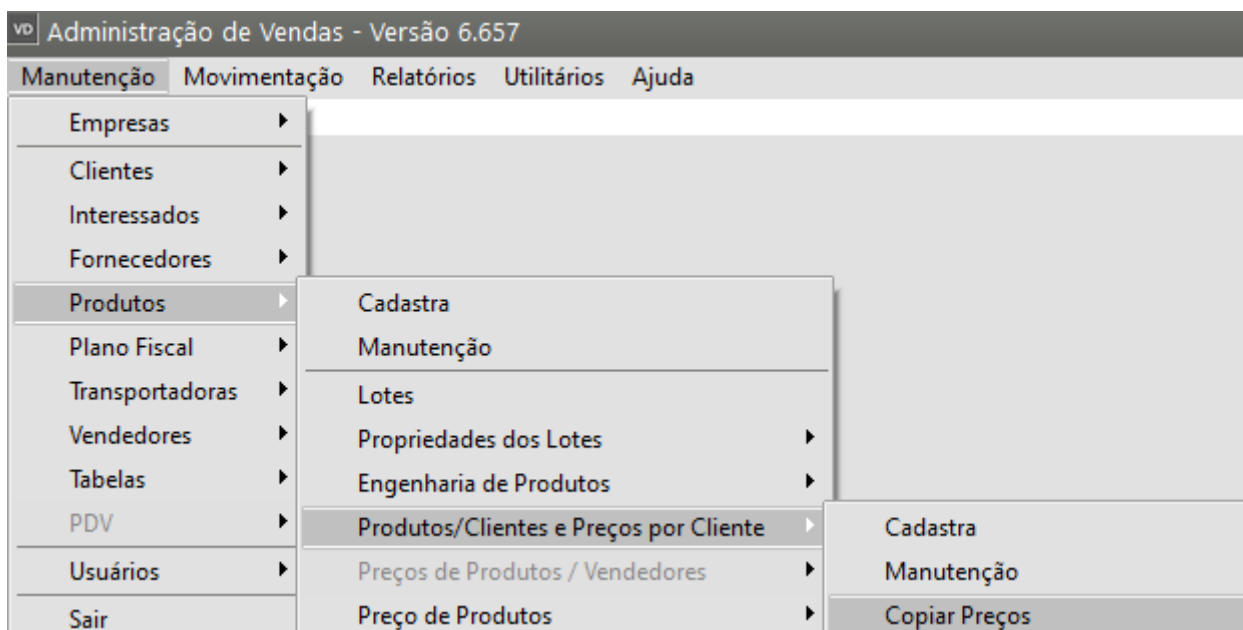 VD Administração de Vendas - Versão 6.657
Manutenção Movimentação Relatórios Utilitários Ajuda
Empresas
Clientes
Interessados
Fornecedores
Produtos
Plano Fiscal
Transportadoras
Vendedores
Tabelas
PDV
Usuários
Sair
Cadastra
Manutenção
Lotes
Propriedades dos Lotes
Engenharia de Produtos
Produtos/Clientes e Preços por Cliente
Preços de Produtos / Vendedores
Preço de Produtos
Cadastra
Manutenção
Copiar Preços